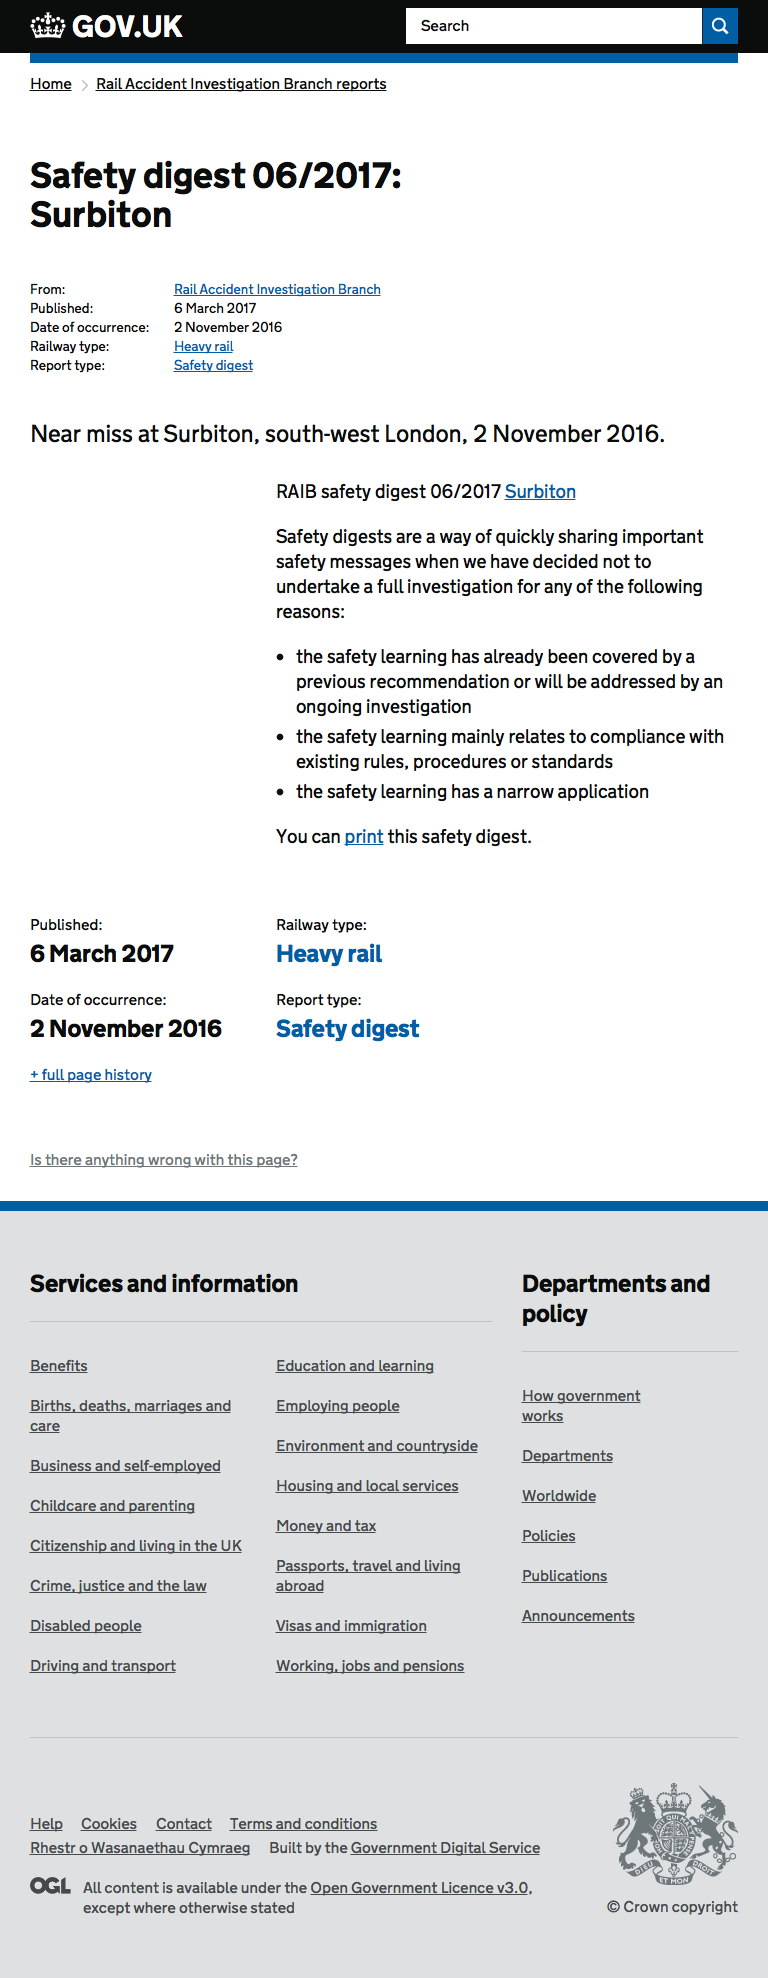 GOV.UK
Search
Home
Rail Accident Investigation Branch reports
Safety digest 06/2017:
Surbiton
From: Rail Accident Investigation Branch
Published: 6 March 2017
Date of occurrence: 2 November 2016
Railway type: Heavy rail
Report type: Safety digest
Near miss at Surbiton, south-west London, 2 November 2016.
RAIB safety digest 06/2017 Surbiton
Safety digests are a way of quickly sharing important
safety messages when we have decided not to
undertake a full investigation for any of the following
reasons:
• the safety learning has already been covered by a
previous recommendation or will be addressed by an
ongoing investigation
• the safety learning mainly relates to compliance with
existing rules, procedures or standards
• the safety learning has a narrow application
You can print this safety digest.
Published:
6 March 2017
Railway type:
Heavy rail
Date of occurrence:
2 November 2016
Report type:
Safety digest
+ full page history
Is there anything wrong with this page?
Services and information
Benefits
Births, deaths, marriages and
care
Business and self-employed
Childcare and parenting
Citizenship and living in the UK
Crime, justice and the law
Disabled people
Driving and transport
Education and learning
Employing people
Environment and countryside
Housing and local services
Money and tax
Passports, travel and living
abroad
Visas and immigration
Working, jobs and pensions
Departments and
policy
How government
works
Departments
Worldwide
Policies
Publications
Announcements
Help Cookies Contact Terms and conditions
Rhestr o Wasanaethau Cymraeg Built by the Government Digital Service
OGL
All content is available under the Open Government Licence v3.0,
except where otherwise stated
DIEU ET MON DROIT
© Crown copyright